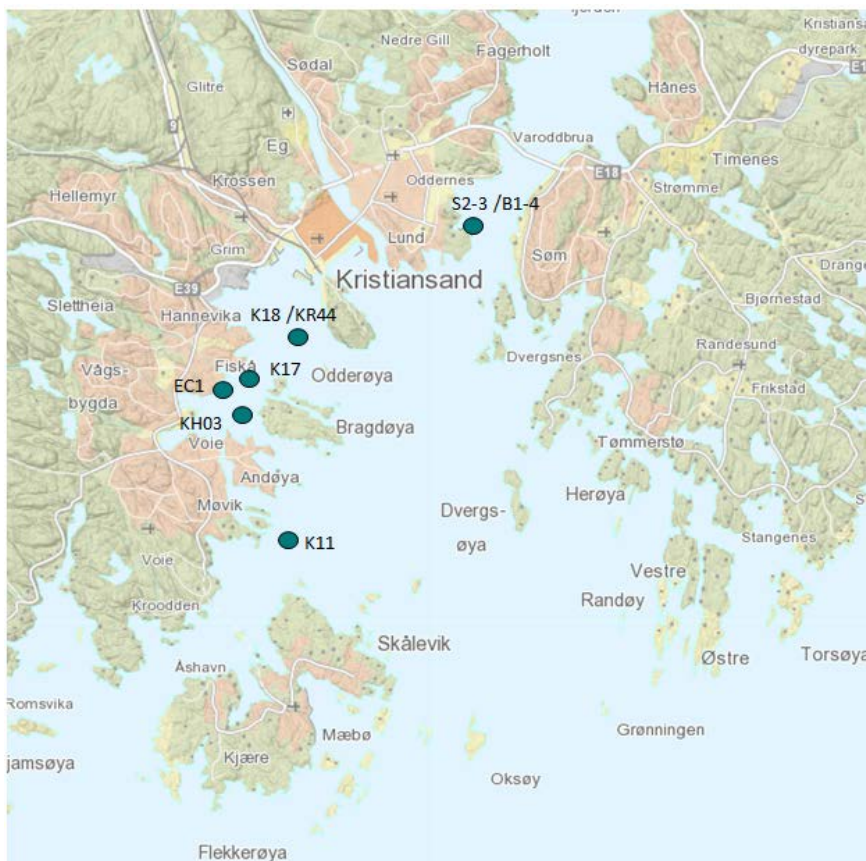 fjorden
Kristians
dyrepark
E1
Nedre Gill
Fagerholt
Sødal
Glitre
Hånes
9
Eg
Varoddbrua
Timenes
Krossen
Oddernes
E18
Strømme
Hellemyr
S2-3 /B1-4
Grim
Lund
Søm
Drange
Kristiansand
E39
Slettheia
Hannevika
K18 /KR44
Bjørnestad
Randesund
Dvergsnes
Fiskå
K17
Vågs-
bygda
EC1
Odderøya
Frikstad
KH03
Voie
Bragdøya
Tømmerstø
Andøya
Møvik
Herøya
Dvergs-
øya
K11
Stangenes
Voie
Vestre
Randøy
Kroodden
Skålevik
Østre
Torsøya
Åshavn
Romsvika
Mæbø
Grønningen
jamsøya
Kjære
Oksøy
Flekkerøya